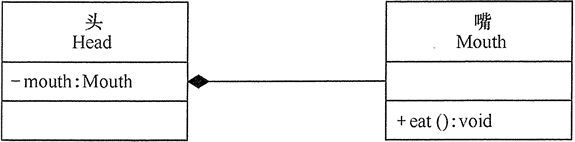 头
Head
-mouth:Mouth
嘴
Mouth
+eat():void